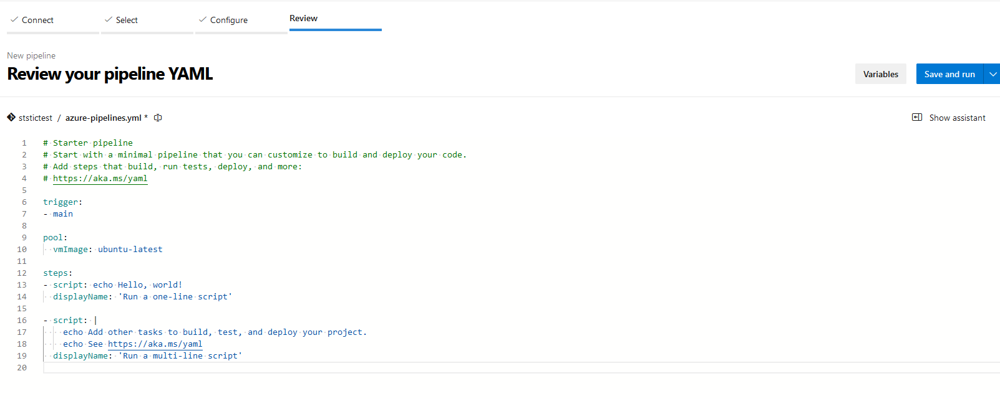 Connect Select Configure Review
New pipeline
Review your pipeline YAML
Variables Save and run
ststictest / azure-pipelines.yml *
Show assistant
1 # Starter pipeline
2 # Start with a minimal pipeline that you can customize to build and deploy your code.
3 # Add steps that build, run tests, deploy, and more:
4 # https://aka.ms/yaml
5
6 trigger:
7 - main
8
9 pool:
10   vmImage: ubuntu-latest
11
12 steps:
13 - script: echo Hello, world!
14   displayName: 'Run a one-line script'
15
16 - script: |
17     echo Add other tasks to build, test, and deploy your project.
18     echo See https://aka.ms/yaml
19   displayName: 'Run a multi-line script'
20